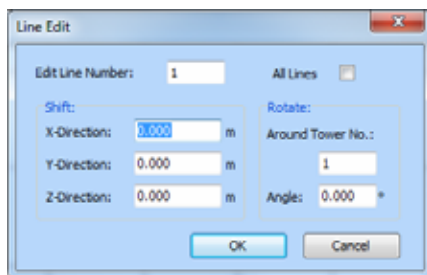 Line Edit
Edit Line Number: 1 All Lines
Shift: Rotate:
X-Direction: 0.000 m Around Tower No.:
Y-Direction: 0.000 m 1
Z-Direction: 0.000 m Angle: 0.000 °
OK Cancel